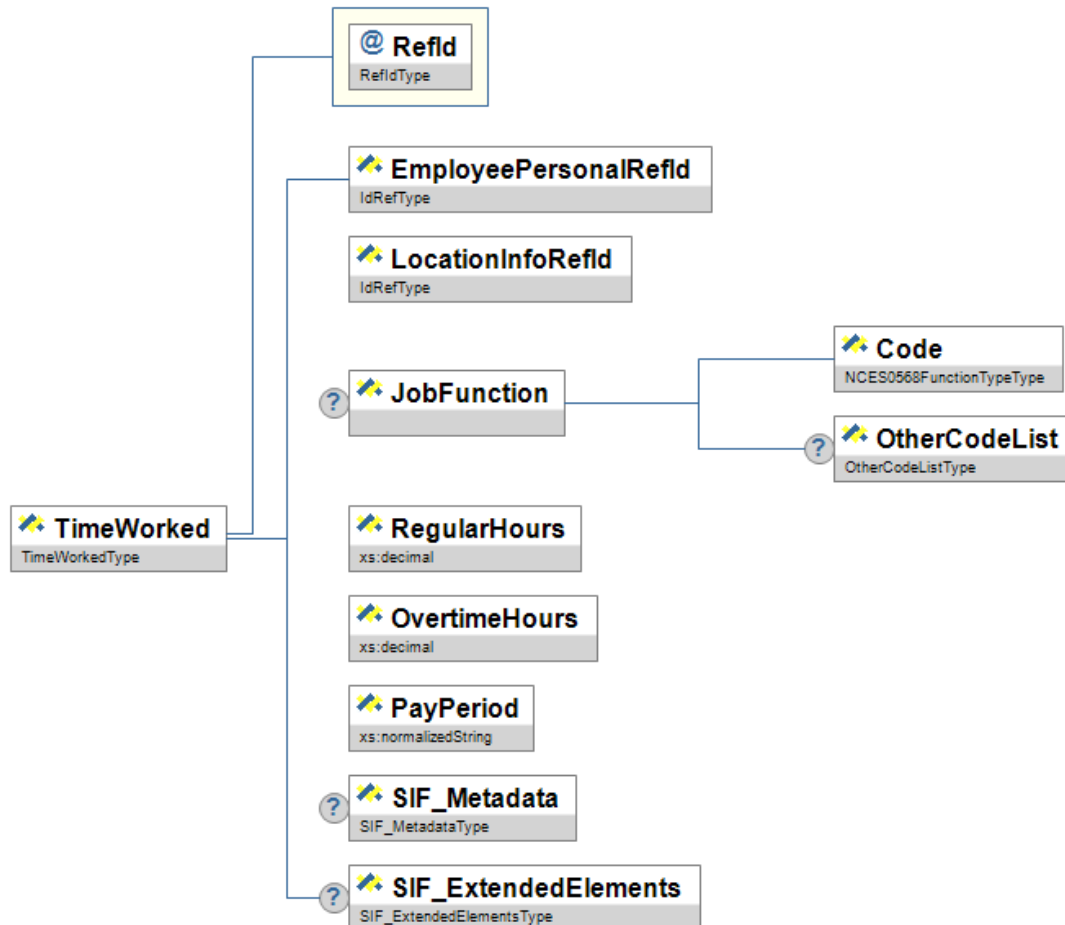 @ RefId
RefIdType
EmployeePersonalRefId
IdRefType
LocationInfoRefId
IdRefType
? JobFunction
Code
NCES0568FunctionTypeType
? OtherCodeList
OtherCodeListType
TimeWorked
TimeWorkedType
RegularHours
xs:decimal
OvertimeHours
xs:decimal
PayPeriod
xs:normalizedString
? SIF_Metadata
SIF_MetadataType
? SIF_ExtendedElements
SIF_ExtendedElementsType